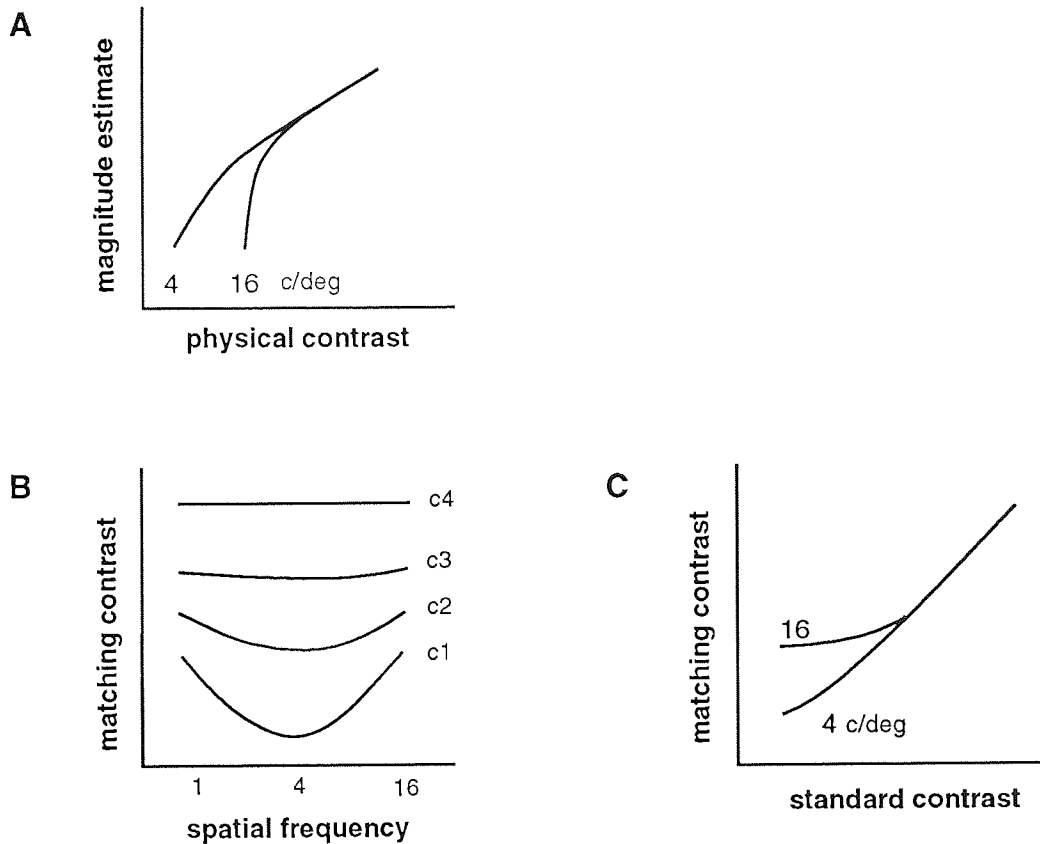 A
magnitude estimate
4 16 c/deg
physical contrast
B
matching contrast
c4
c3
c2
c1
1 4 16
spatial frequency
C
matching contrast
16
4 c/deg
standard contrast